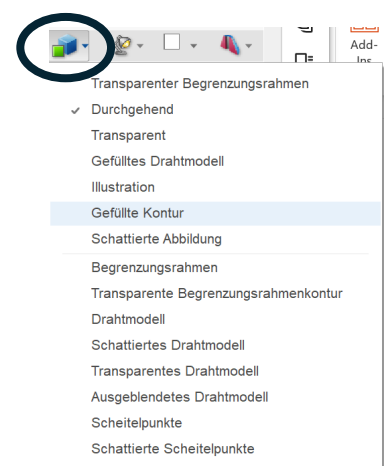 Add-
Ins
Transparenter Begrenzungsrahmen
Durchgehend
Transparent
Gefülltes Drahtmodell
Illustration
Gefüllte Kontur
Schattierte Abbildung
Begrenzungsrahmen
Transparente Begrenzungsrahmenkontur
Drahtmodell
Schattiertes Drahtmodell
Transparentes Drahtmodell
Ausgeblendetes Drahtmodell
Scheitelpunkte
Schattierte Scheitelpunkte